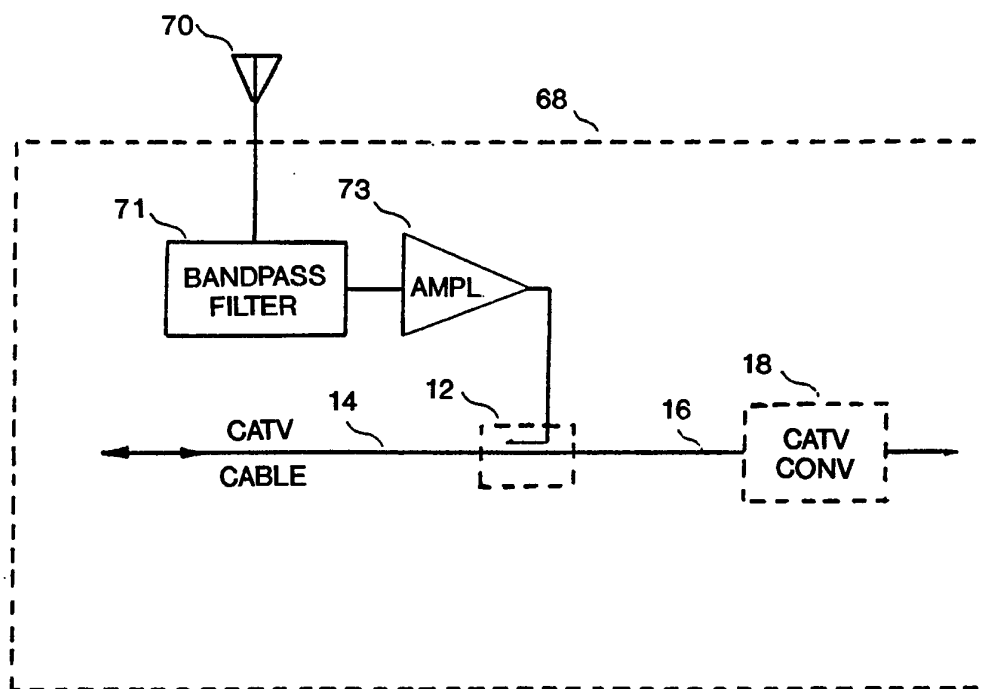 70
68
71
73
BANDPASS
FILTER
AMPL.
12
18
14
16
CATV
CABLE
CATV
CONV